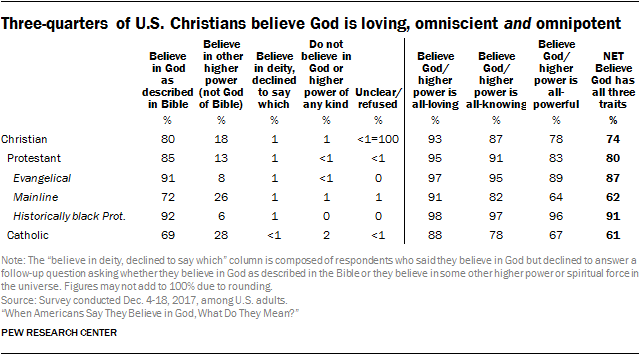 Three-quarters of U.S. Christians believe God is loving, omniscient and omnipotent
Believe in God as described in Bible
Believe in other higher power (not God of Bible)
Believe in deity, declined to say which
Do not believe in God or higher power of any kind
Unclear/ refused
Believe God/ higher power is all-loving
Believe God/ higher power is all-knowing
Believe God/ higher power is all-powerful
NET Believe God has all three traits
% % % % % % % % %
Christian 80 18 1 1 <1=100 93 87 78 74
Protestant 85 13 1 <1 <1 95 91 83 80
Evangelical 91 8 1 <1 0 97 95 89 87
Mainline 72 26 1 1 1 91 82 64 62
Historically black Prot. 92 6 1 0 0 98 97 96 91
Catholic 69 28 <1 2 <1 88 78 67 61
Note: The “believe in deity, declined to say which” column is composed of respondents who said they believe in God but declined to answer a
follow-up question asking whether they believe in God as described in the Bible or they believe in some other higher power or spiritual force in
the universe. Figures may not add to 100% due to rounding.
Source: Survey conducted Dec. 4-18, 2017, among U.S. adults.
“When Americans Say They Believe in God, What Do They Mean?”
PEW RESEARCH CENTER